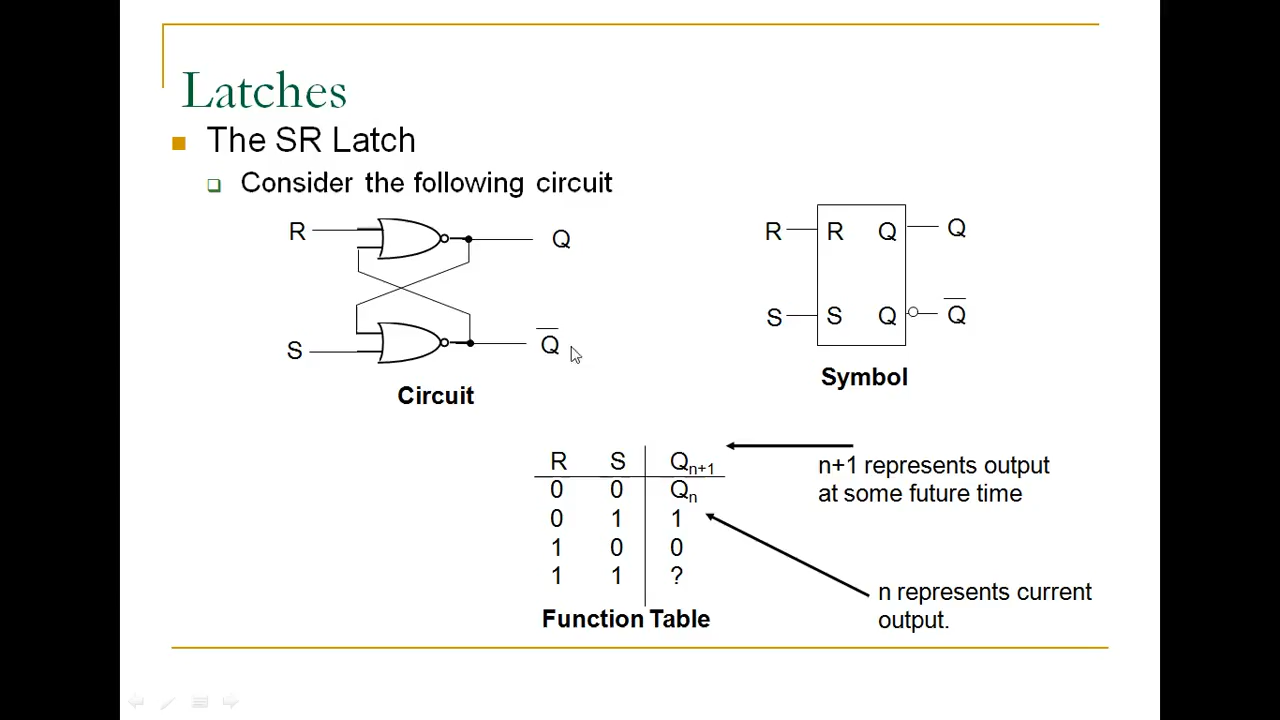 Latches
The SR Latch
Consider the following circuit
R
Q
S
Q̅
Circuit
R R Q Q
S S Q Q̅
Symbol
R S Qn+1
0 0 Qn
0 1 1
1 0 0
1 1 ?
Function Table
n+1 represents output
at some future time
n represents current
output.